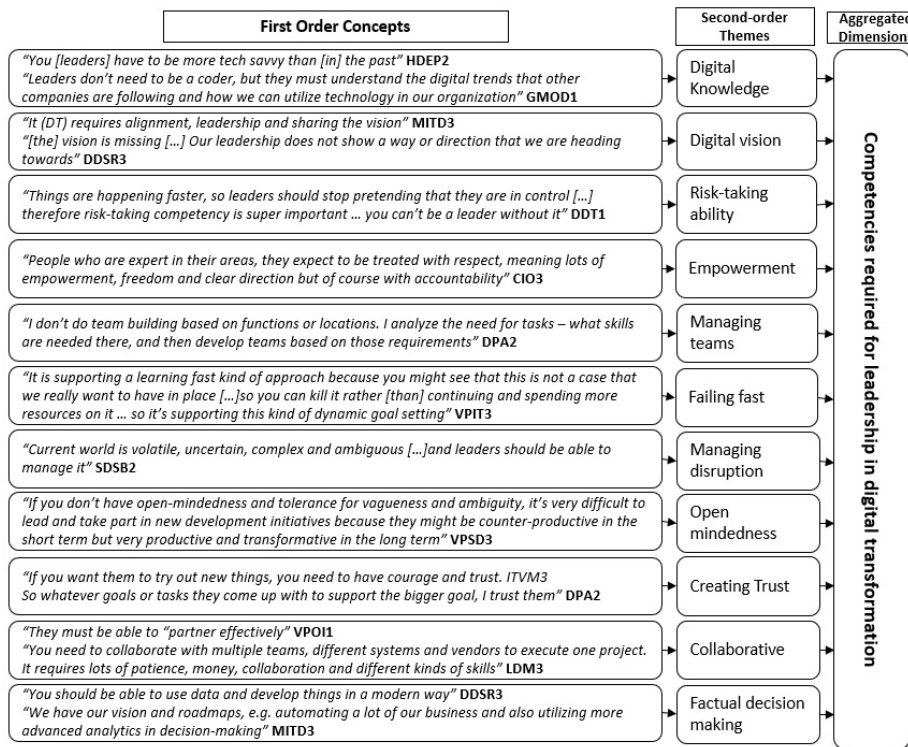 First Order Concepts
Second-order
Themes
Aggregated
Dimensions
“You [leaders] have to be more tech savvy than [in] the past” HDEP2
“Leaders don’t need to be a coder, but they must understand the digital trends that other
companies are following and how we can utilize technology in our organization” GMOD1
Digital
Knowledge
“It (DT) requires alignment, leadership and sharing the vision” MITD3
“[the] vision is missing […] Our leadership does not show a way or direction that we are heading
towards” DDSR3
Digital vision
“Things are happening faster, so leaders should stop pretending that they are in control […]
therefore risk-taking competency is super important … you can’t be a leader without it” DDT1
Risk-taking
ability
“People who are expert in their areas, they expect to be treated with respect, meaning lots of
empowerment, freedom and clear direction but of course with accountability” CIO3
Empowerment
“I don’t do team building based on functions or locations. I analyze the need for tasks – what skills
are needed there, and then develop teams based on those requirements” DPA2
Managing
teams
“It is supporting a learning fast kind of approach because you might see that this is not a case that
we really want to have in place […]so you can kill it rather [than] continuing and spending more
resources on it … so it’s supporting this kind of dynamic goal setting” VPIT3
Failing fast
“Current world is volatile, uncertain, complex and ambiguous […]and leaders should be able to
manage it” SDSB2
Managing
disruption
“If you don’t have open-mindedness and tolerance for vagueness and ambiguity, it’s very difficult to
lead and take part in new development initiatives because they might be counter-productive in the
short term but very productive and transformative in the long term” VPSD3
Open
mindedness
“If you want them to try out new things, you need to have courage and trust. ITVM3
So whatever goals or tasks they come up with to support the bigger goal, I trust them” DPA2
Creating Trust
“They must be able to “partner effectively” VPOI1
“You need to collaborate with multiple teams, different systems and vendors to execute one project.
It requires lots of patience, money, collaboration and different kinds of skills” LDM3
Collaborative
“You should be able to use data and develop things in a modern way” DDSR3
“We have our vision and roadmaps, e.g. automating a lot of our business and also utilizing more
advanced analytics in decision-making” MITD3
Factual decision
making
Competencies required for leadership in digital transformation